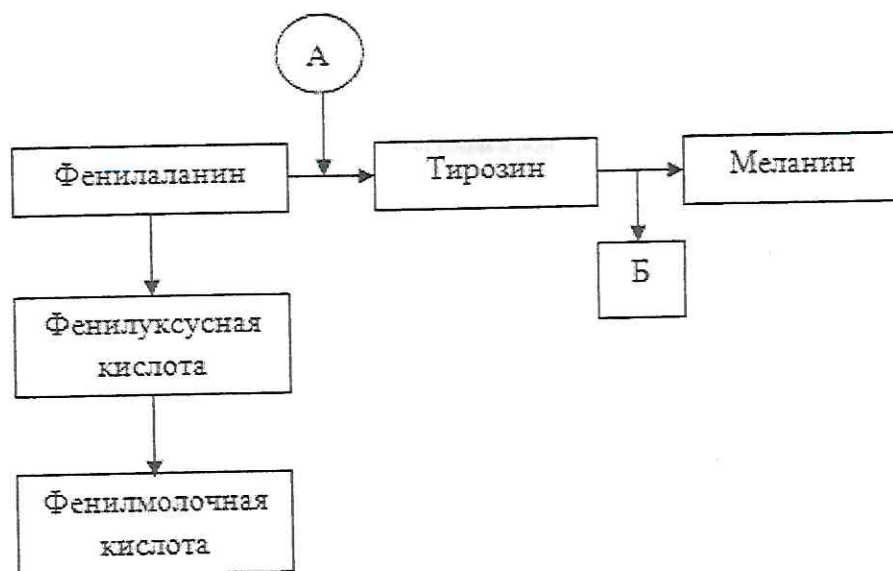 А
Фенилаланин
Тирозин
Меланин
Б
Фенилуксусная
кислота
Фенилмолочная
кислота